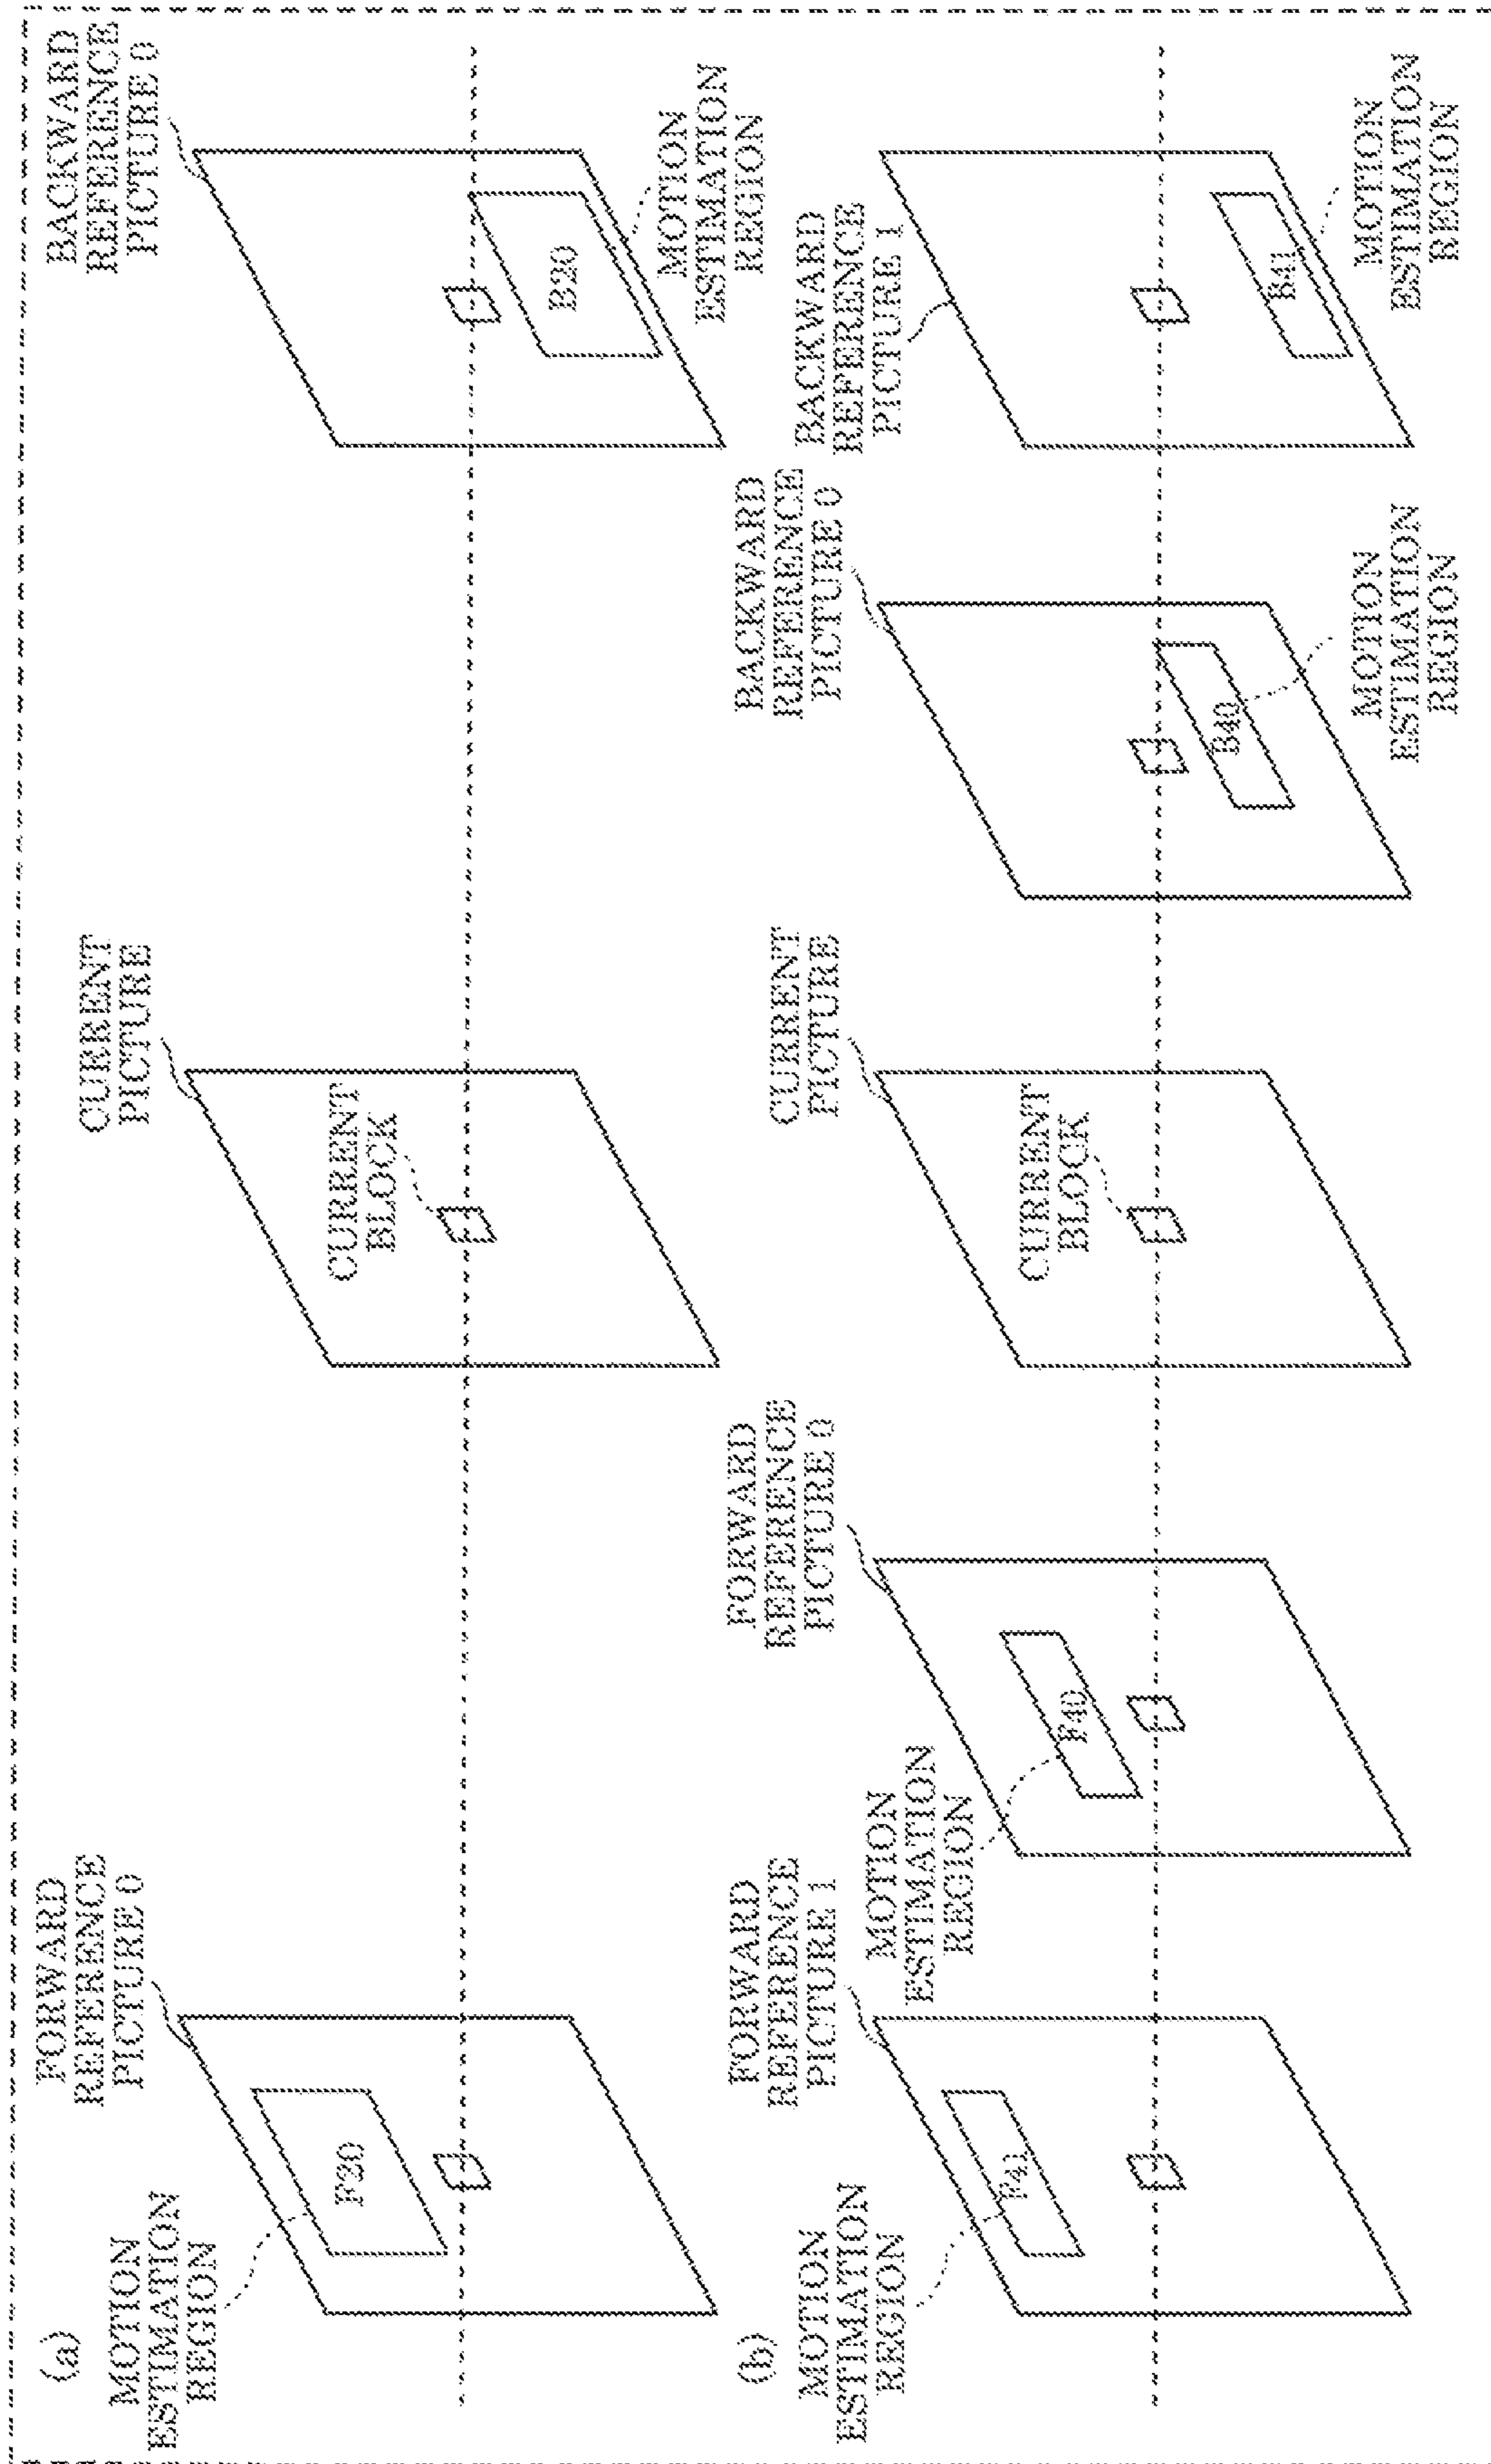 (a)
FORWARD
REFERENCE
PICTURE 0
CURRENT
PICTURE
BACKWARD
REFERENCE
PICTURE 0
MOTION
ESTIMATION
REGION
F20
CURRENT
BLOCK
B20
MOTION
ESTIMATION
REGION
(b)
FORWARD
REFERENCE
PICTURE 1
FORWARD
REFERENCE
PICTURE 0
CURRENT
PICTURE
BACKWARD
REFERENCE
PICTURE 0
BACKWARD
REFERENCE
PICTURE 1
MOTION
ESTIMATION
REGION
F41
MOTION
ESTIMATION
REGION
F40
CURRENT
BLOCK
B40
MOTION
ESTIMATION
REGION
B41
MOTION
ESTIMATION
REGION